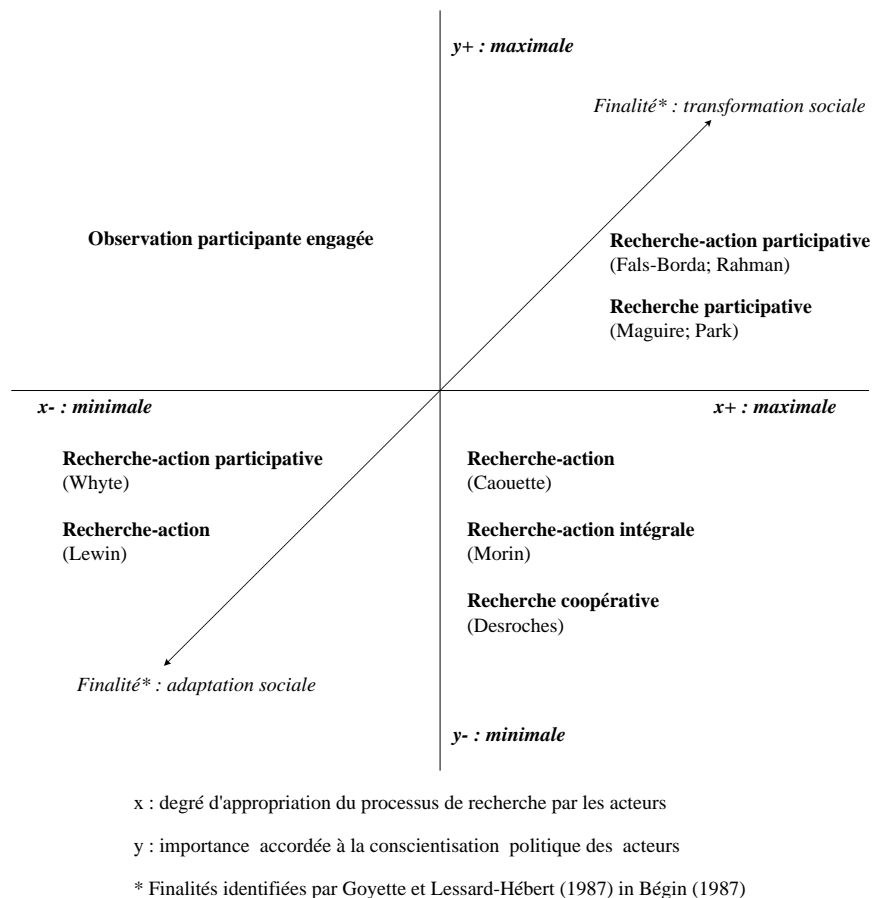 y+ : maximale
Finalité* : transformation sociale
Observation participante engagée
Recherche-action participative
(Fals-Borda; Rahman)
Recherche participative
(Maguire; Park)
x- : minimale
x+ : maximale
Recherche-action participative
(Whyte)
Recherche-action
(Lewin)
Recherche-action
(Caouette)
Recherche-action intégrale
(Morin)
Recherche coopérative
(Desroches)
Finalité* : adaptation sociale
y- : minimale
x : degré d'appropriation du processus de recherche par les acteurs
y : importance accordée à la conscientisation politique des acteurs
* Finalités identifiées par Goyette et Lessard-Hébert (1987) in Bégin (1987)